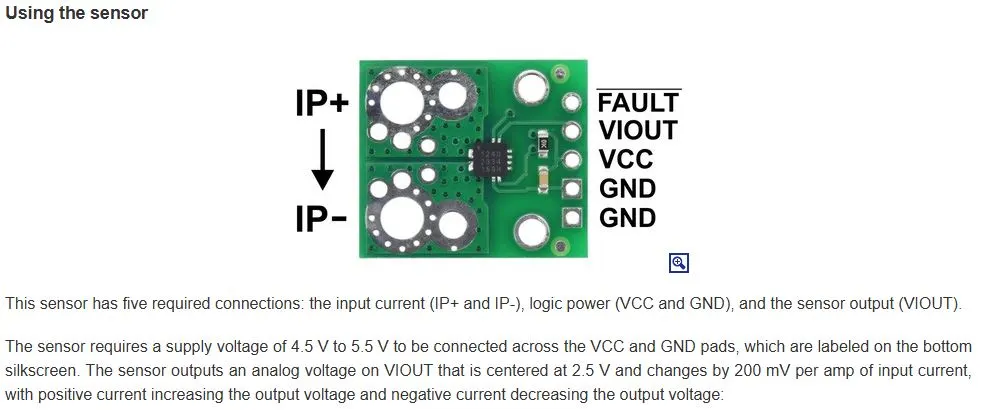 Using the sensor
IP+
IP-
FAULT
VIOUT
VCC
GND
GND
This sensor has five required connections: the input current (IP+ and IP-), logic power (VCC and GND), and the sensor output (VIOUT).
The sensor requires a supply voltage of 4.5 V to 5.5 V to be connected across the VCC and GND pads, which are labeled on the bottom
silkscreen. The sensor outputs an analog voltage on VIOUT that is centered at 2.5 V and changes by 200 mV per amp of input current,
with positive current increasing the output voltage and negative current decreasing the output voltage: